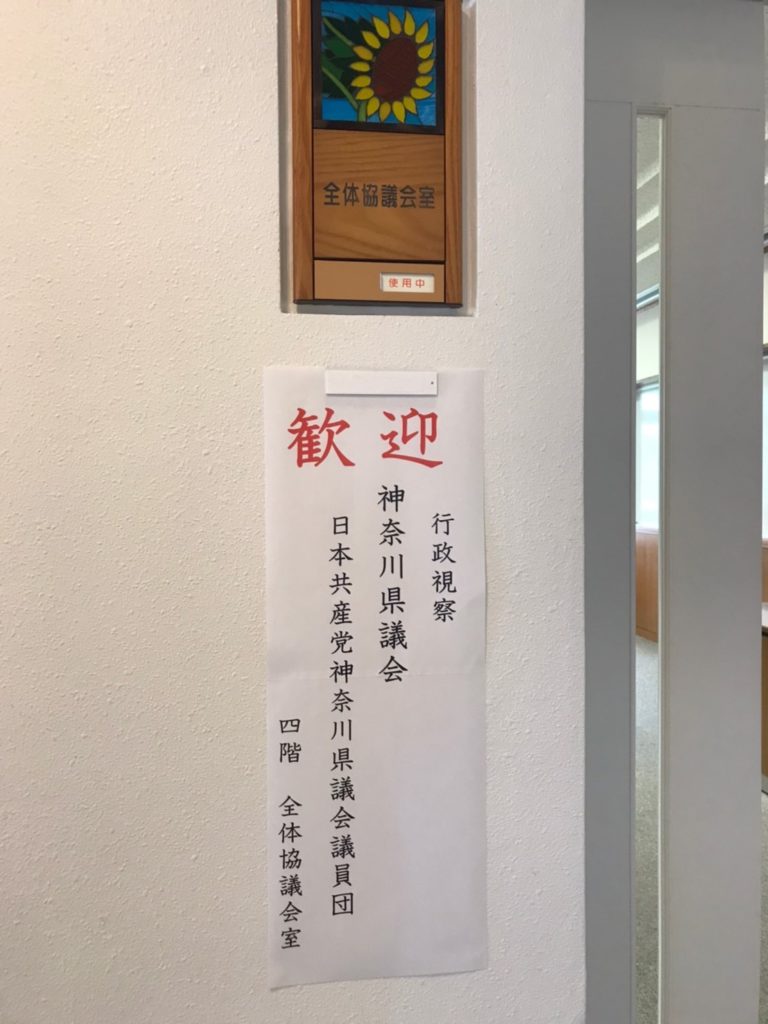 全体協議会室
使用中
歓迎
行政視察
神奈川県議会
日本共産党神奈川県議会議員団
四階 全体協議会室